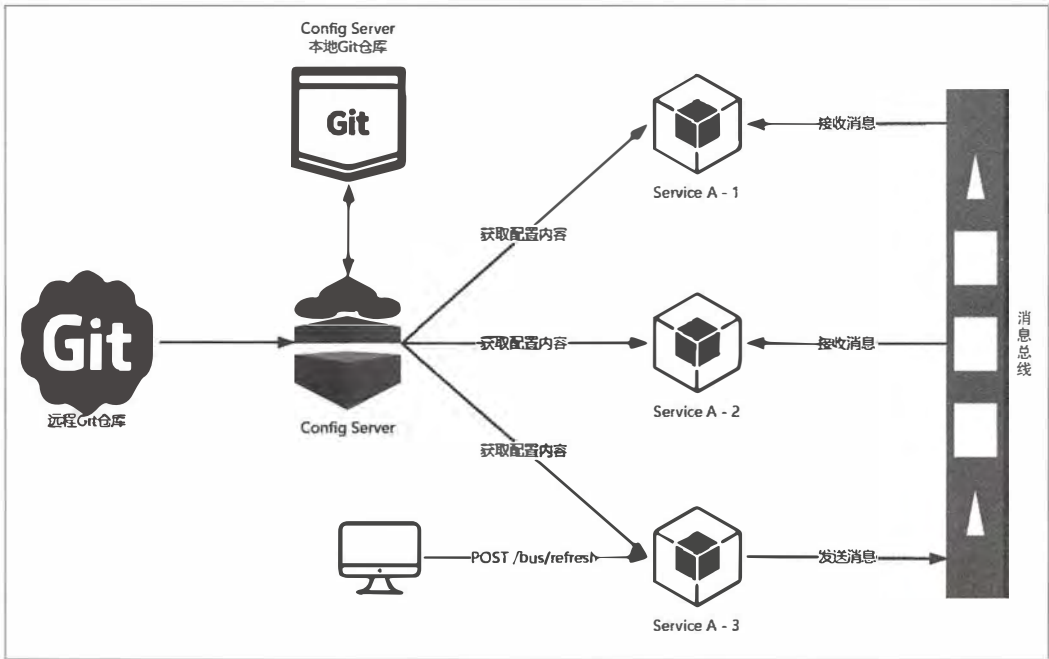 Config Server
本地Git仓库
Git
Service A - 1
接收消息
获取配置内容
Git
远程Git仓库
Config Server
获取配置内容
Service A - 2
接收消息
消息总线
获取配置内容
POST /bus/refresh
Service A - 3
发送消息